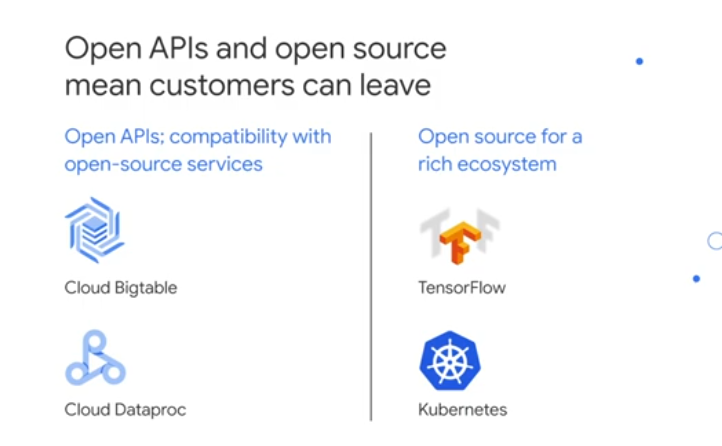 Open APIs and open source
mean customers can leave
Open APIs; compatibility with
open-source services
Cloud Bigtable
Cloud Dataproc
Open source for a
rich ecosystem
TF
TensorFlow
Kubernetes